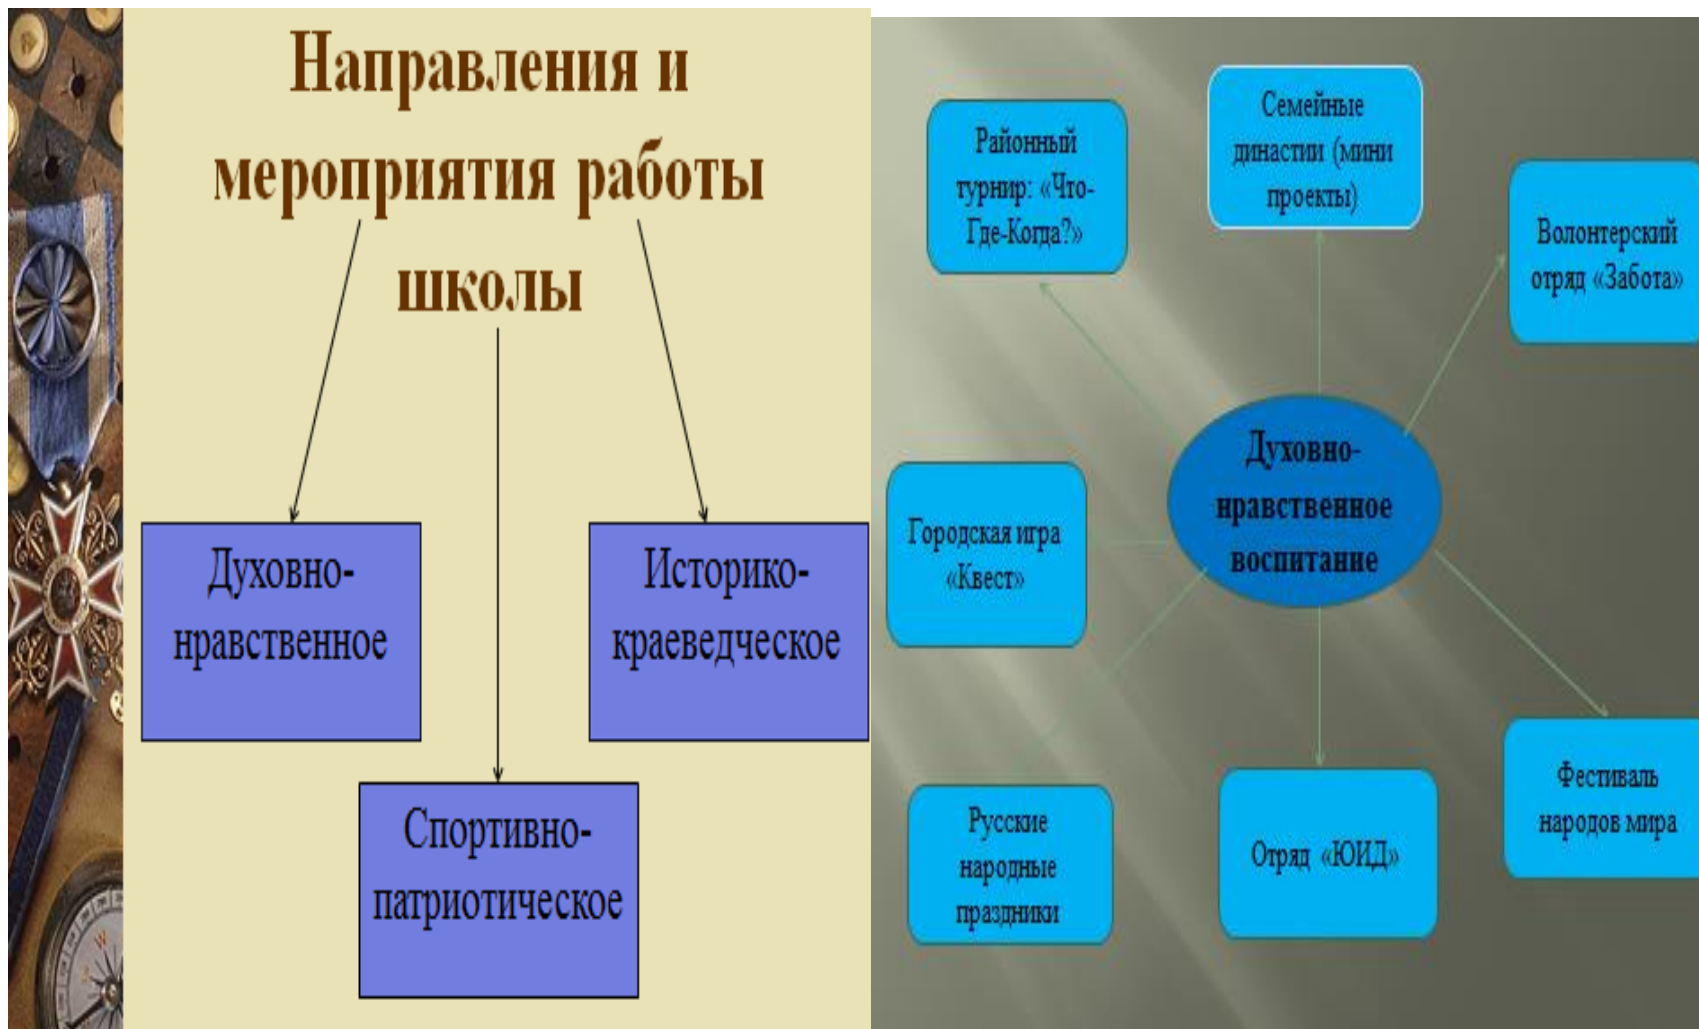 Направления и
мероприятия работы
школы
Духовно-
нравственное
Историко-
краеведческое
Спортивно-
патриотическое
Районный
турнир: «Что-
Где-Когда?»
Семейные
династии (мини
проекты)
Волонтерский
отряд «Забота»
Духовно-
нравственное
воспитание
Городская игра
«Квест»
Русские
народные
праздники
Отряд «ЮИД»
Фестиваль
народов мира